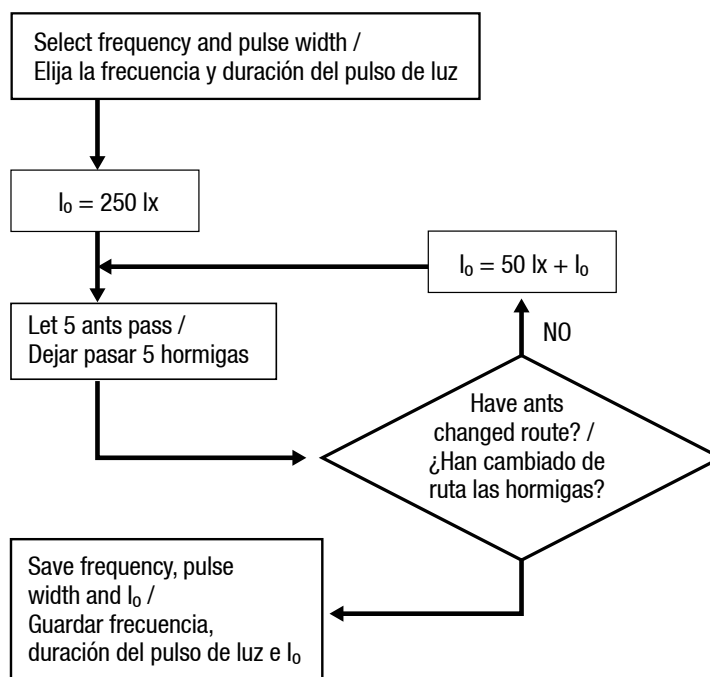 Select frequency and pulse width /
Elija la frecuencia y duración del pulso de luz
I₀ = 250 lx
I₀ = 50 lx + I₀
Let 5 ants pass /
Dejar pasar 5 hormigas
NO
Have ants
changed route? /
¿Han cambiado de
ruta las hormigas?
Save frequency, pulse
width and I₀ /
Guardar frecuencia,
duración del pulso de luz e I₀